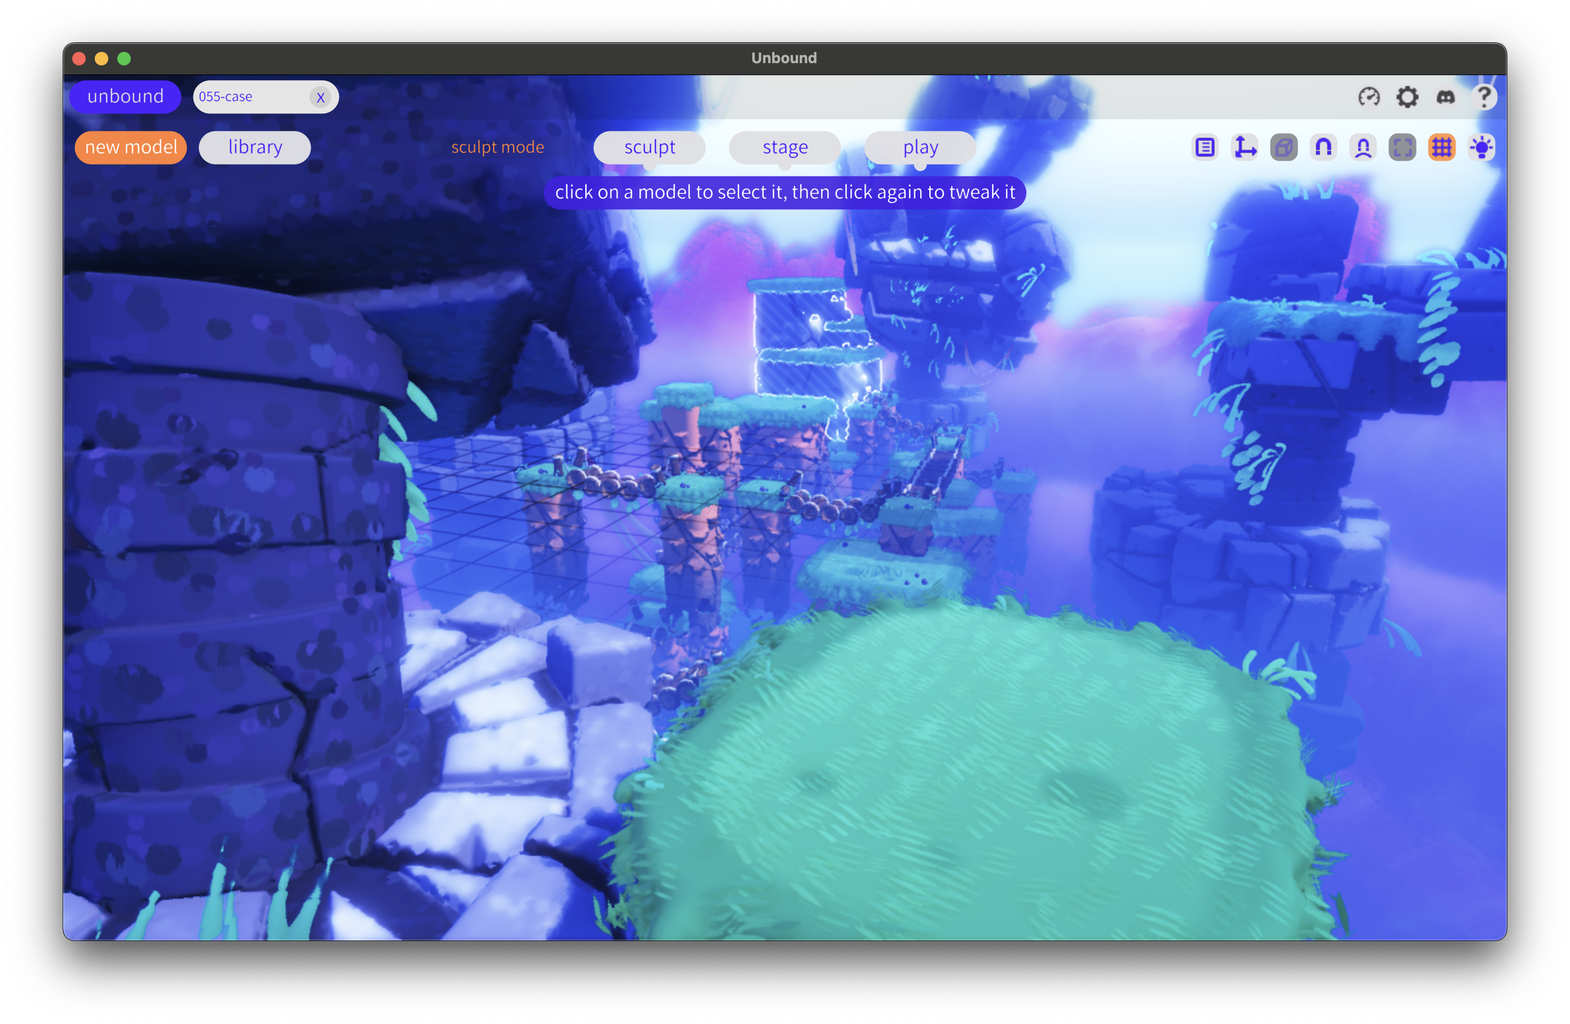 Unbound
unbound
055-case
X
?
new model
library
sculpt mode
sculpt
stage
play
click on a model to select it, then click again to tweak it